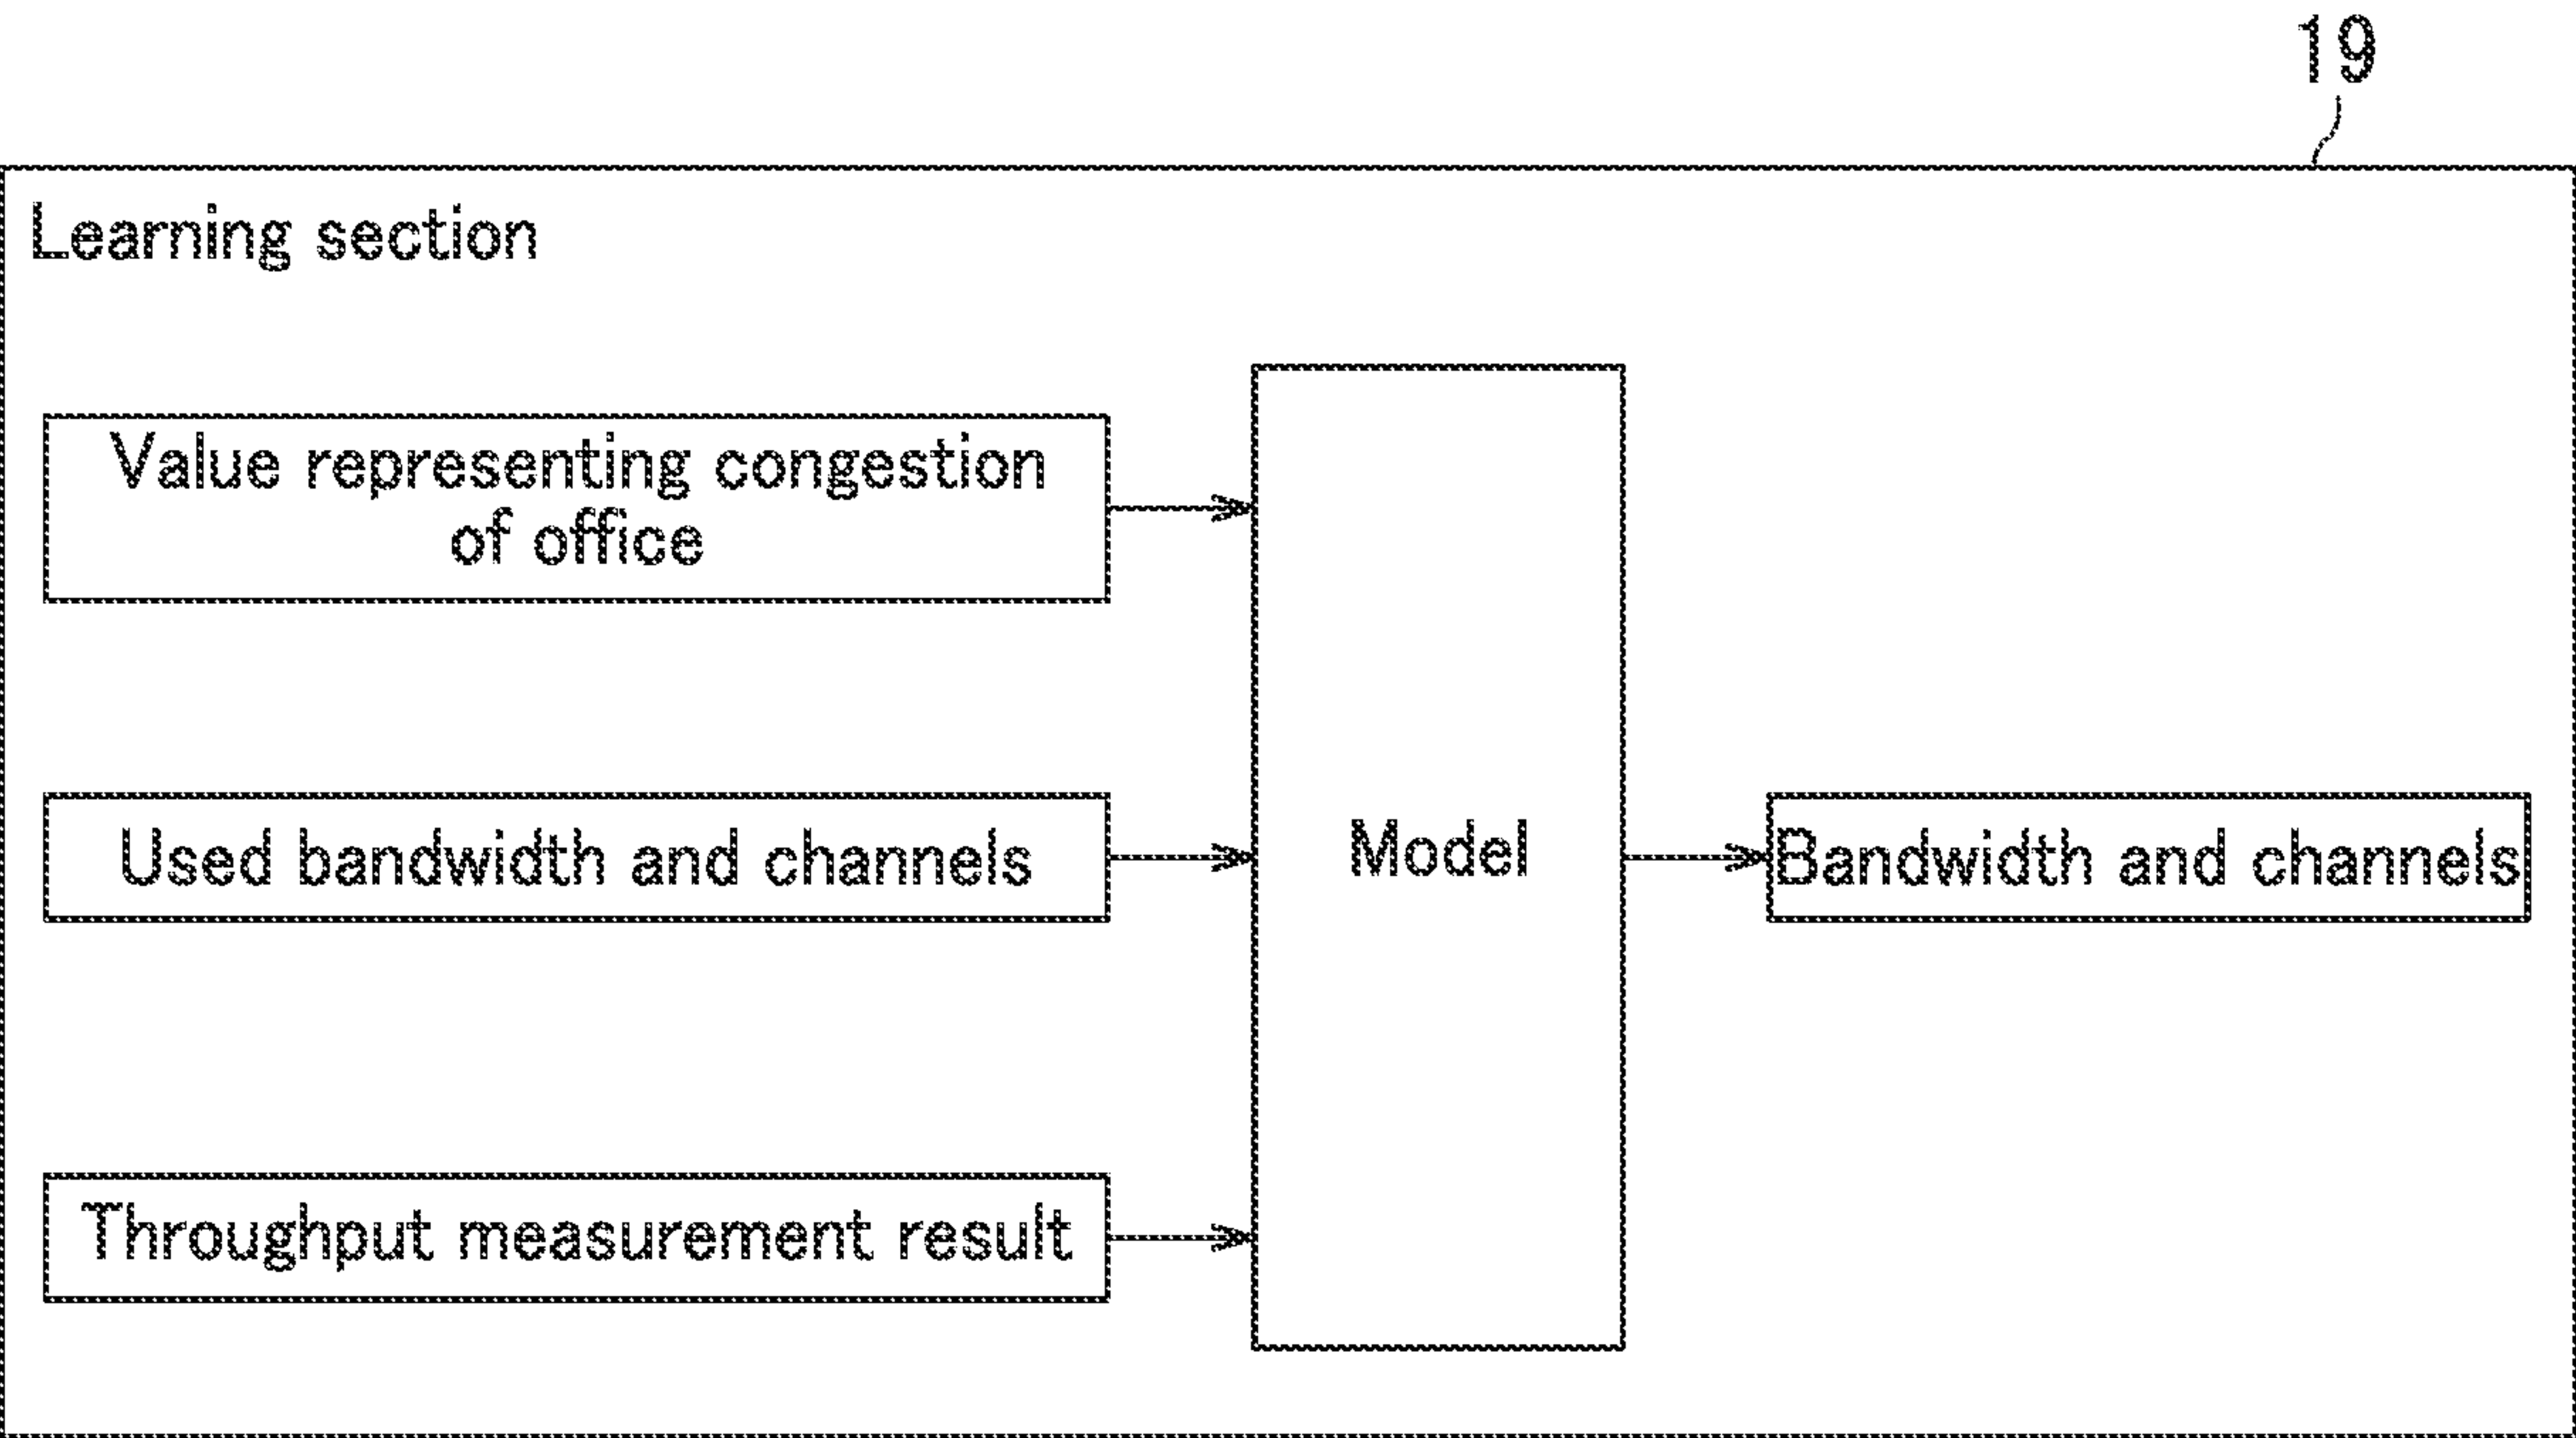 19
Learning section
Value representing congestion
of office
Used bandwidth and channels
Throughput measurement result
Model
Bandwidth and channels